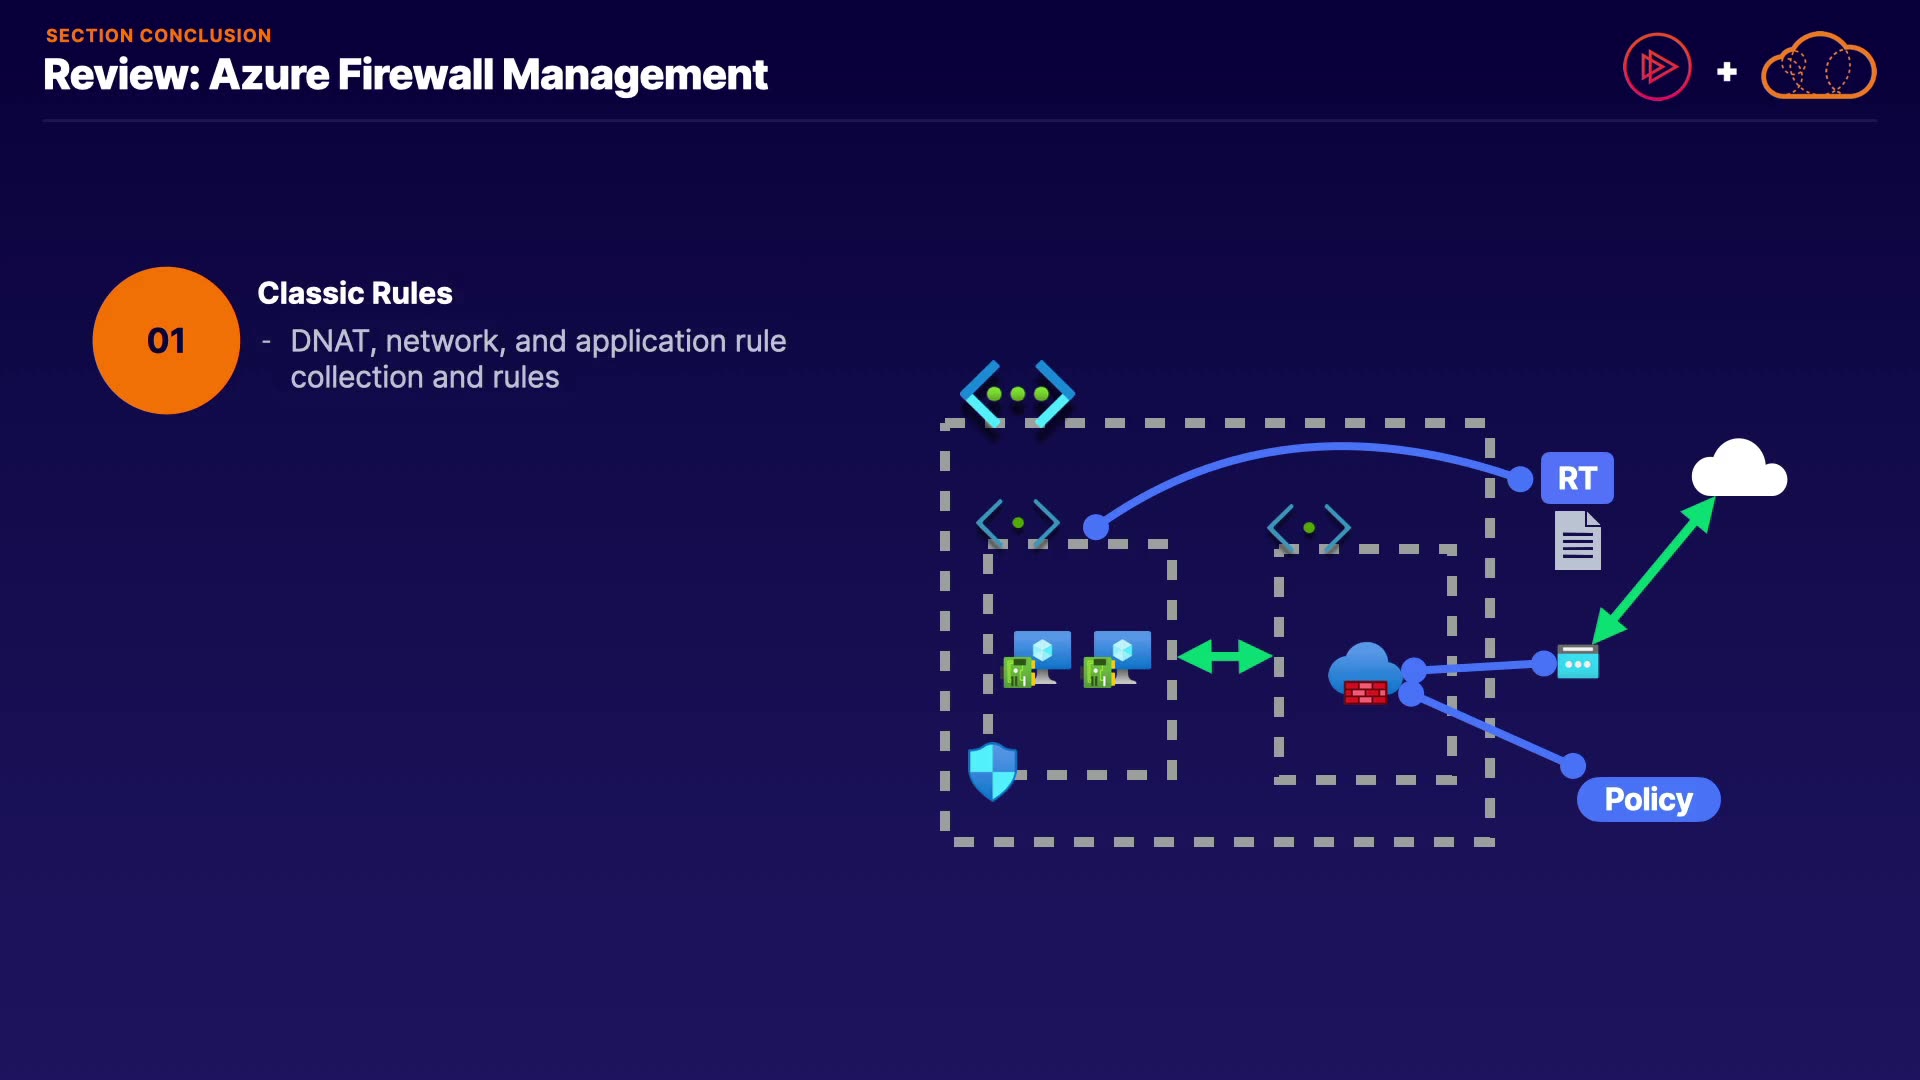 SECTION CONCLUSION
Review: Azure Firewall Management
01
Classic Rules
- DNAT, network, and application rule
collection and rules
RT
Policy